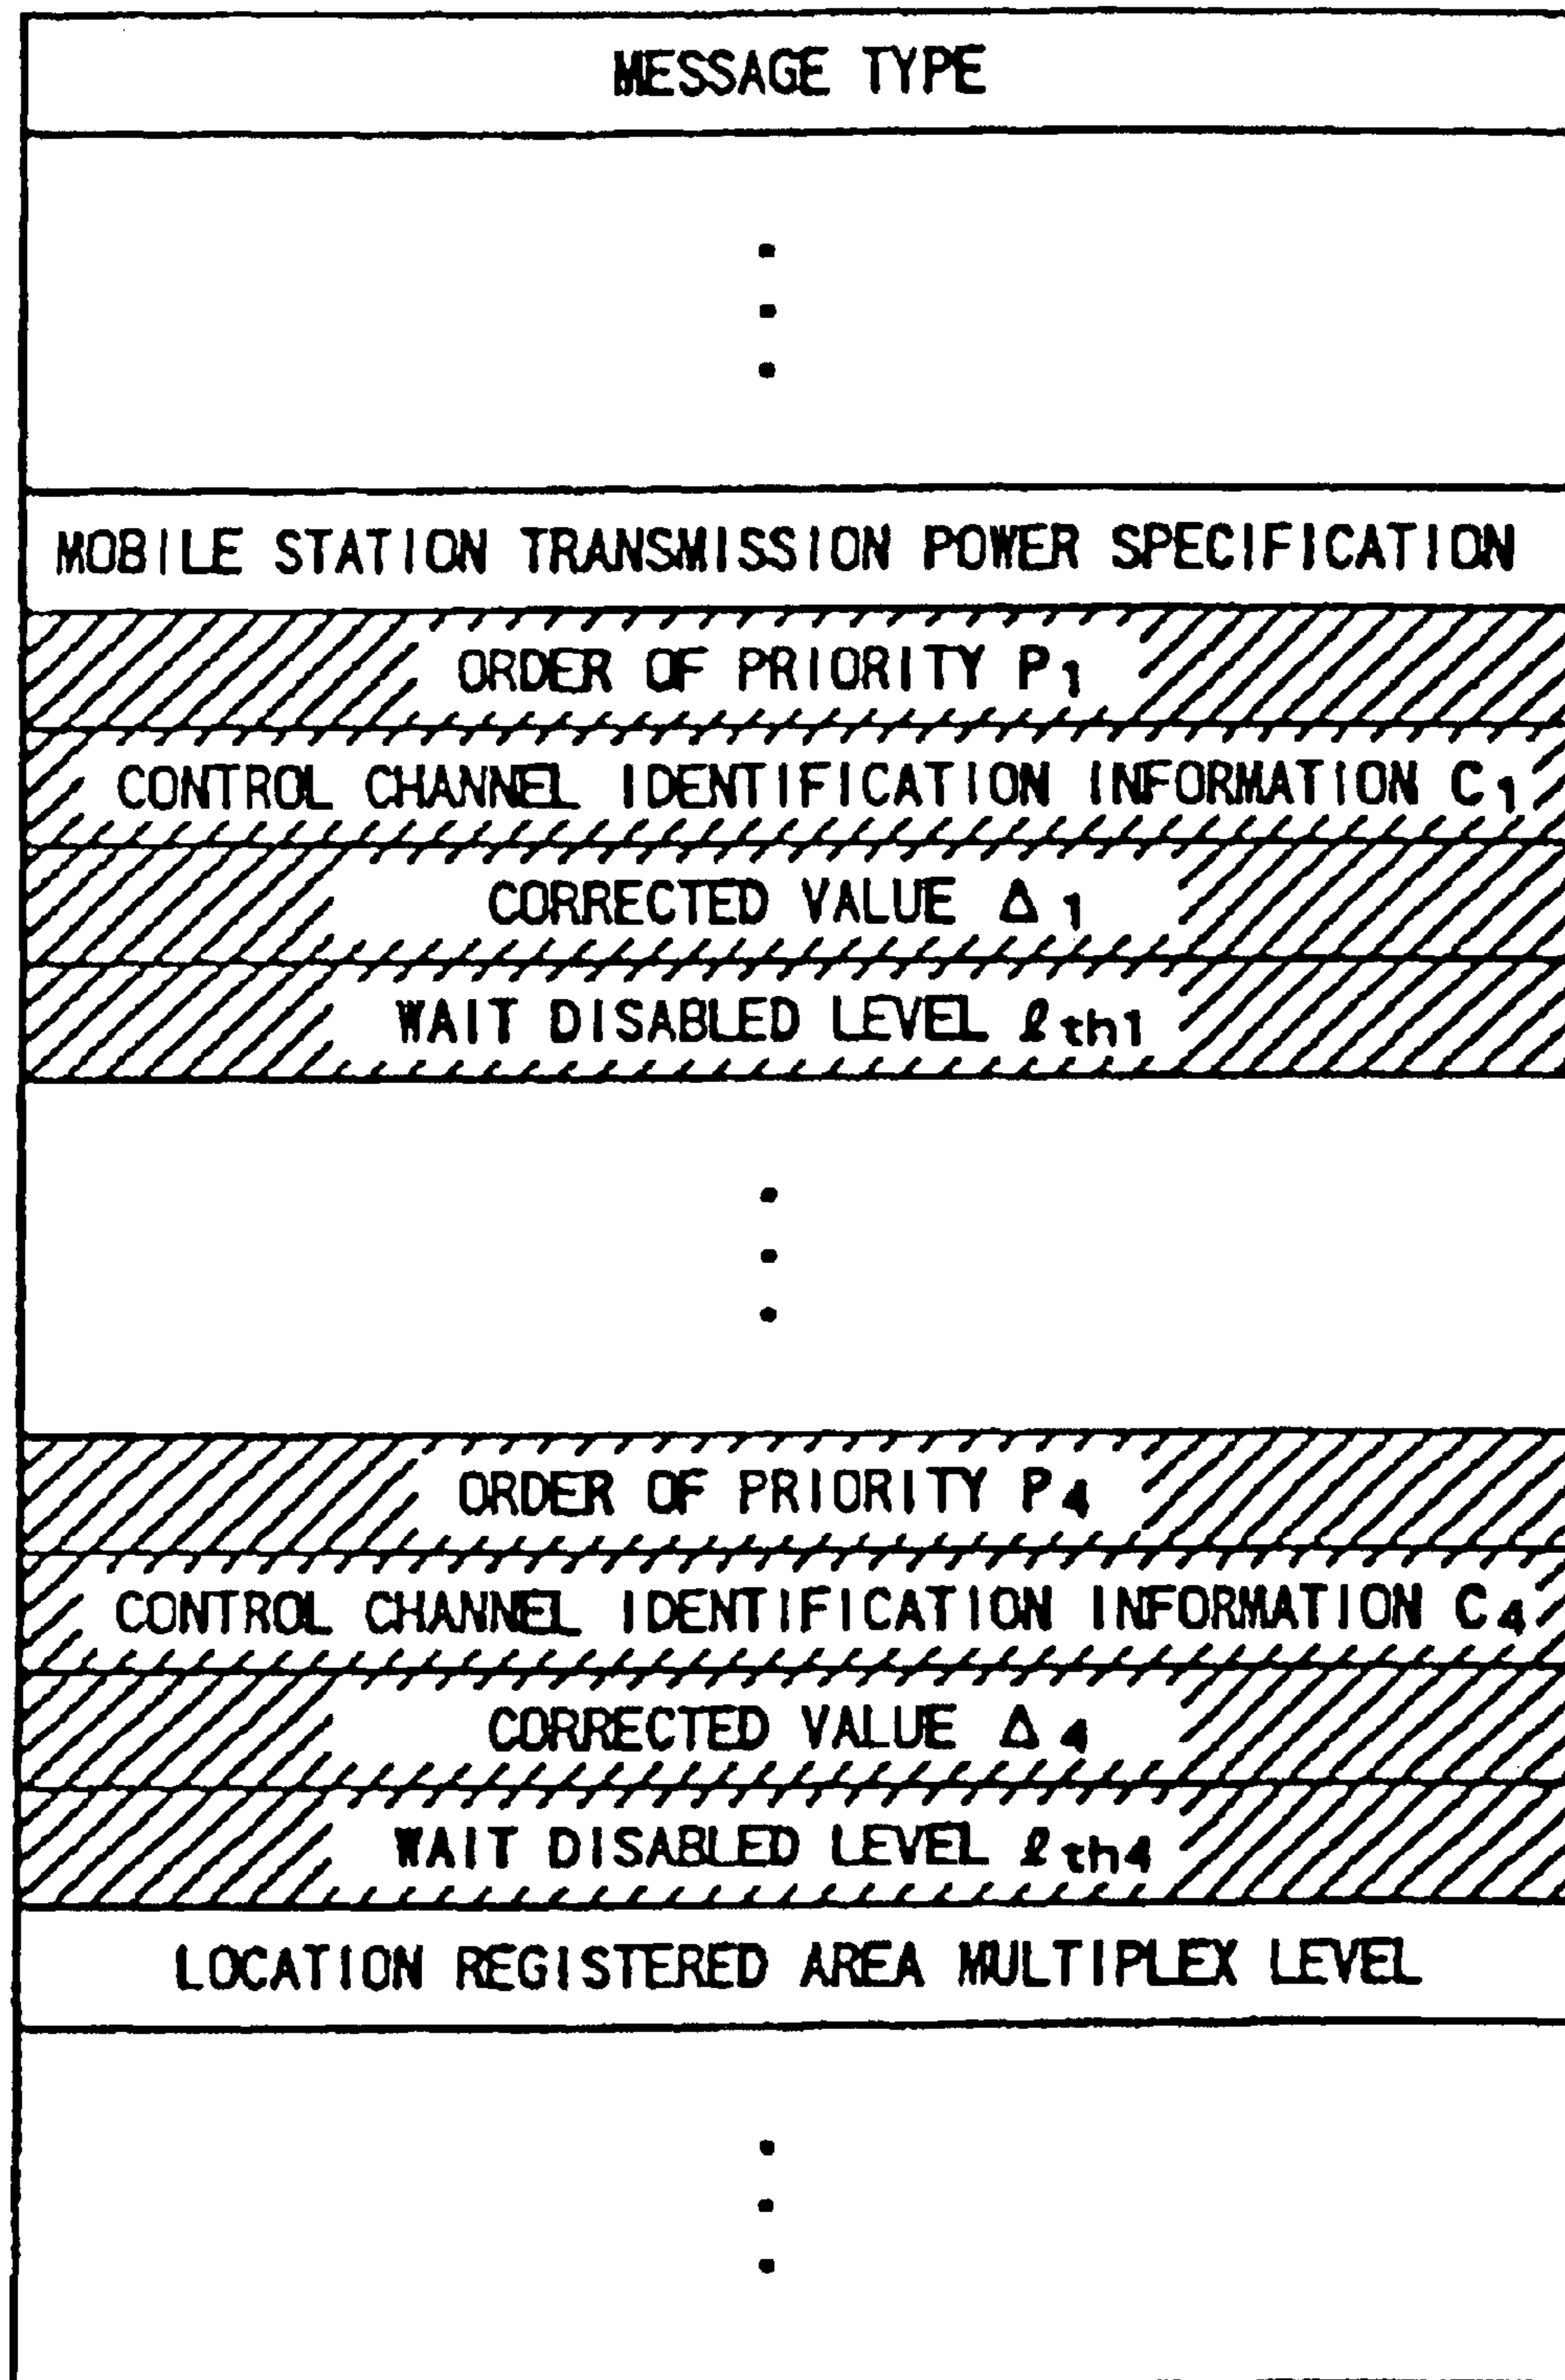 MESSAGE TYPE
MOBILE STATION TRANSMISSION POWER SPECIFICATION
ORDER OF PRIORITY P1
CONTROL CHANNEL IDENTIFICATION INFORMATION C1
CORRECTED VALUE Δ1
WAIT DISABLED LEVEL ℓth1
ORDER OF PRIORITY P4
CONTROL CHANNEL IDENTIFICATION INFORMATION C4
CORRECTED VALUE Δ4
WAIT DISABLED LEVEL ℓth4
LOCATION REGISTERED AREA MULTIPLEX LEVEL